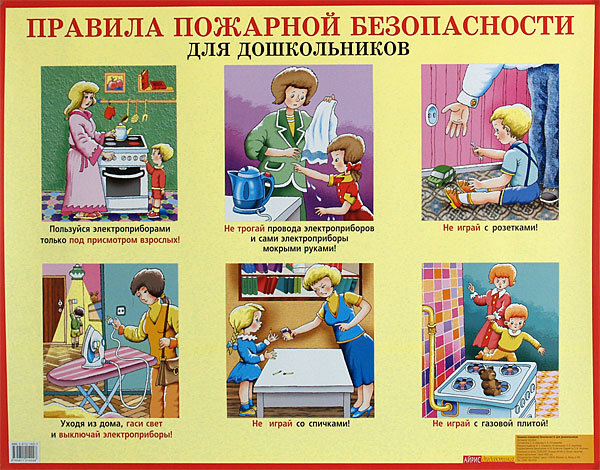 ПРАВИЛА ПОЖАРНОЙ БЕЗОПАСНОСТИ
ДЛЯ ДОШКОЛЬНИКОВ
Пользуйся электроприборами
только под присмотром взрослых!
Не трогай провода электроприборов
и сами электроприборы
мокрыми руками!
Не играй с розетками!
Уходя из дома, гаси свет
и выключай электроприборы!
Не играй со спичками!
Не играй с газовой плитой!
АЙРИС